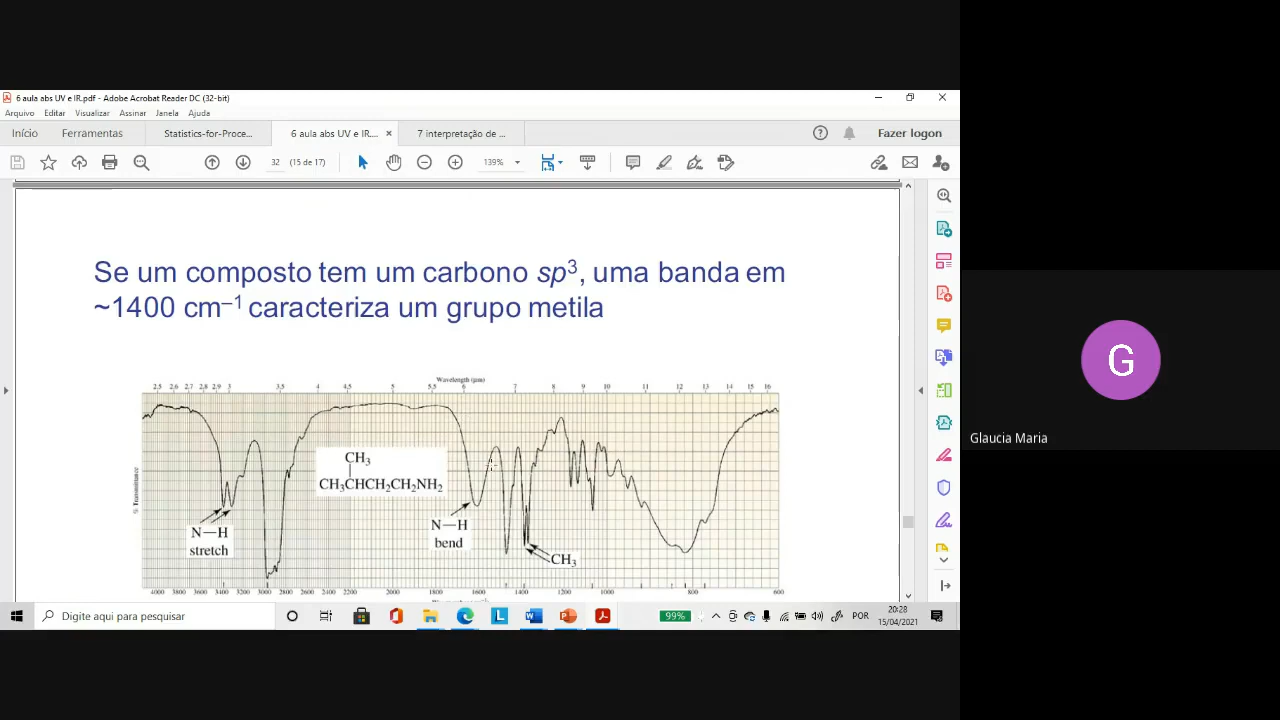 6 aula abs UV e IR.pdf - Adobe Acrobat Reader DC (32-bit)
Arquivo Editar Visualizar Assinar Janela Ajuda
Início Ferramentas Statistics-for-Proce... 6 aula abs UV e IR.... × 7 interpretação de ... Fazer logon
32 (15 de 17) 139%
Se um composto tem um carbono sp³, uma banda em
~1400 cm⁻¹ caracteriza um grupo metila
Wavelength (μm)
2.5 2.6 2.7 2.8 2.9 3 3.5 4 4.5 5 5.5 6 7 8 9 10 11 12 13 14 15 16
% Transmittance
CH₃
|
CH₃CHCH₂CH₂NH₂
N—H
stretch
N—H
bend
CH₃
4000 3800 3600 3400 3200 3000 2800 2600 2400 2200 2000 1800 1600 1400 1200 1000 800 600
Digite aqui para pesquisar
99%
POR
20:28
15/04/2021
G
Glaucia Maria